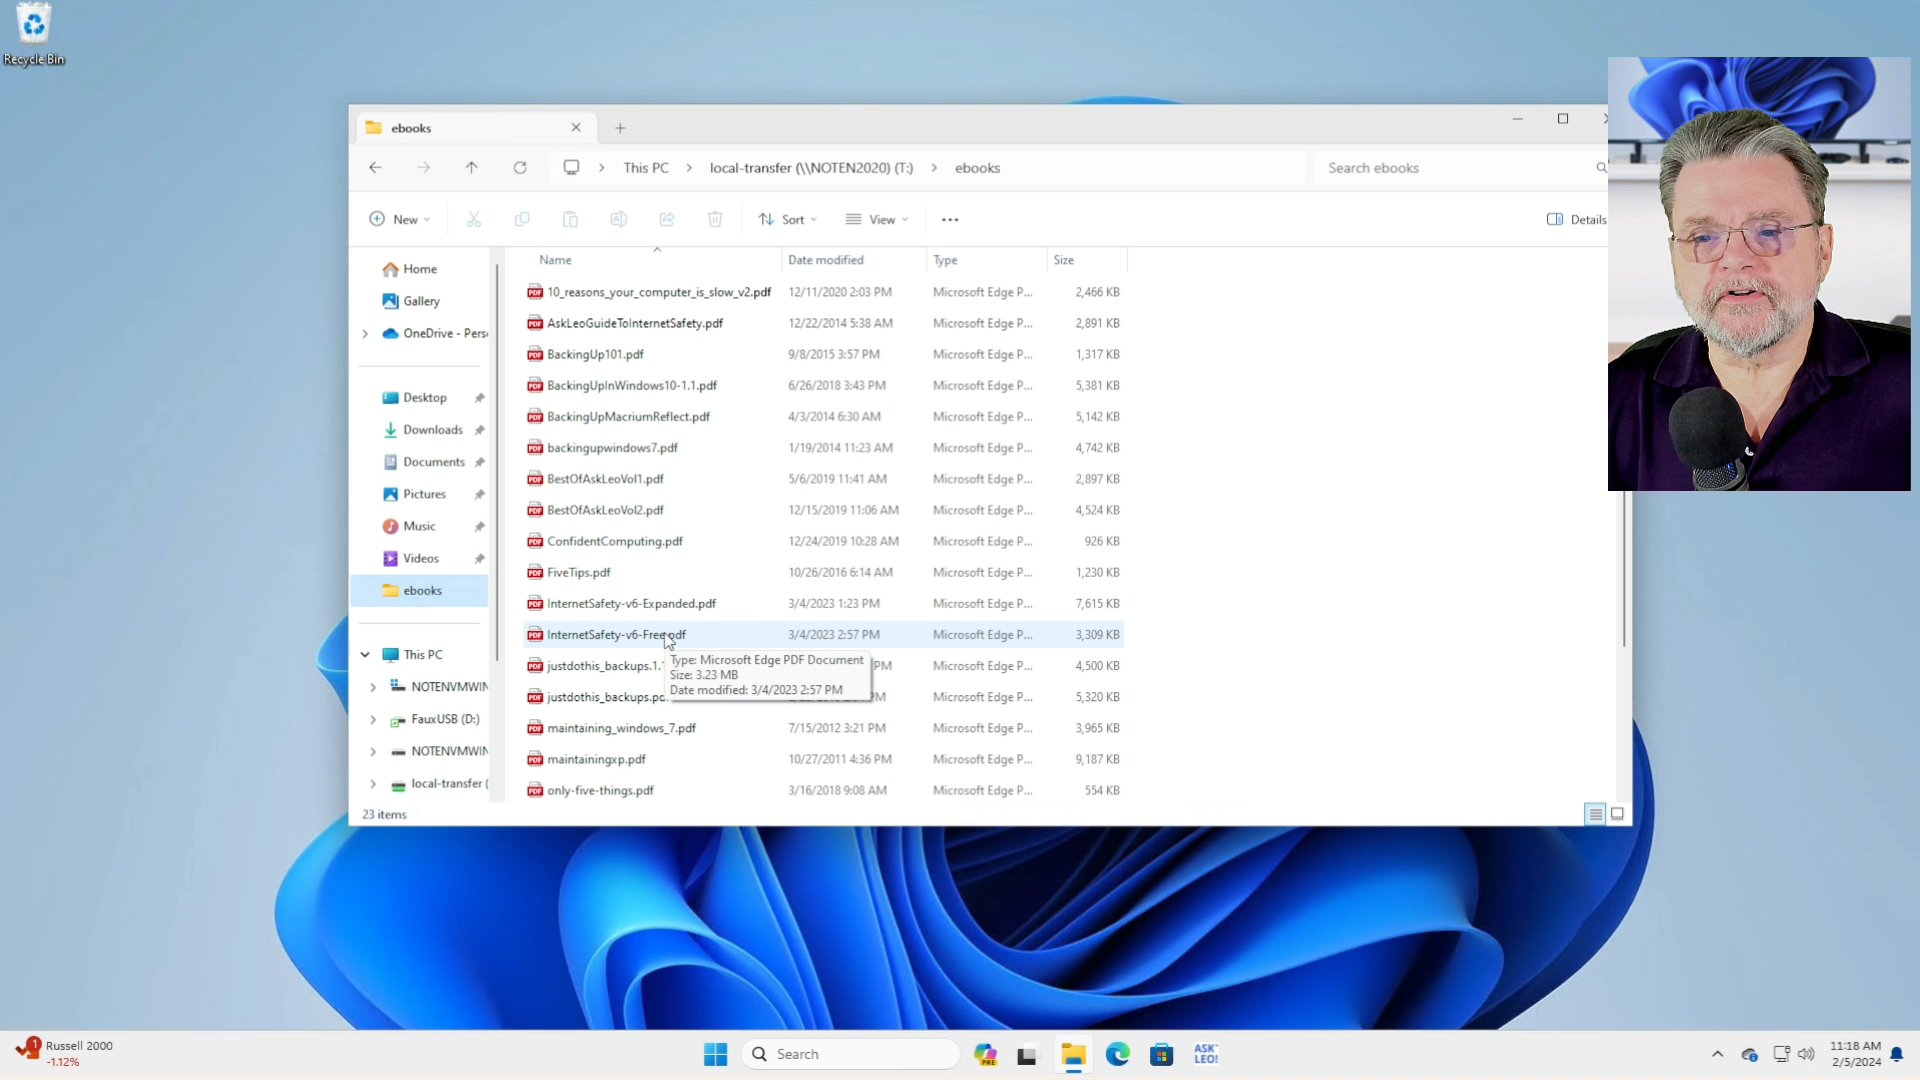 Recycle Bin
ebooks
This PC
local-transfer (\\NOTEN2020) (T:)
ebooks
Search ebooks
New
Sort
View
Details
Home
Gallery
OneDrive - Pers
Desktop
Downloads
Documents
Pictures
Music
Videos
ebooks
This PC
NOTENVMWIN
FauxUSB (D:)
NOTENVMWIN
local-transfer (
Name Date modified Type Size
10_reasons_your_computer_is_slow_v2.pdf 12/11/2020 2:03 PM Microsoft Edge P... 2,466 KB
AskLeoGuideToInternetSafety.pdf 12/22/2014 5:38 AM Microsoft Edge P... 2,891 KB
BackingUp101.pdf 9/8/2015 3:57 PM Microsoft Edge P... 1,317 KB
BackingUpInWindows10-1.1.pdf 6/26/2018 3:43 PM Microsoft Edge P... 5,381 KB
BackingUpMacriumReflect.pdf 4/3/2014 6:30 AM Microsoft Edge P... 5,142 KB
backingupwindows7.pdf 1/19/2014 11:23 AM Microsoft Edge P... 4,742 KB
BestOfAskLeoVol1.pdf 5/6/2019 11:41 AM Microsoft Edge P... 2,897 KB
BestOfAskLeoVol2.pdf 12/15/2019 11:06 AM Microsoft Edge P... 4,524 KB
ConfidentComputing.pdf 12/24/2019 10:28 AM Microsoft Edge P... 926 KB
FiveTips.pdf 10/26/2016 6:14 AM Microsoft Edge P... 1,230 KB
InternetSafety-v6-Expanded.pdf 3/4/2023 1:23 PM Microsoft Edge P... 7,615 KB
InternetSafety-v6-Free.pdf 3/4/2023 2:57 PM Microsoft Edge P... 3,309 KB
justdothis_backups.1.1 PM Microsoft Edge P... 4,500 KB
justdothis_backups.pd PM Microsoft Edge P... 5,320 KB
Type: Microsoft Edge PDF Document
Size: 3.23 MB
Date modified: 3/4/2023 2:57 PM
maintaining_windows_7.pdf 7/15/2012 3:21 PM Microsoft Edge P... 3,965 KB
maintainingxp.pdf 10/27/2011 4:36 PM Microsoft Edge P... 9,187 KB
only-five-things.pdf 3/16/2018 9:08 AM Microsoft Edge P... 554 KB
23 items
1
Russell 2000
-1.12%
Search
PRE
ASK
LEO!
11:18 AM
2/5/2024